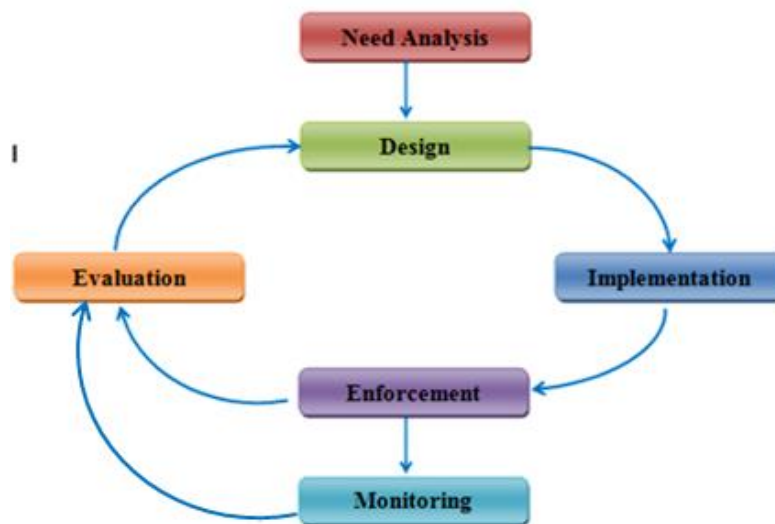 Need Analysis
Design
Evaluation
Implementation
Enforcement
Monitoring